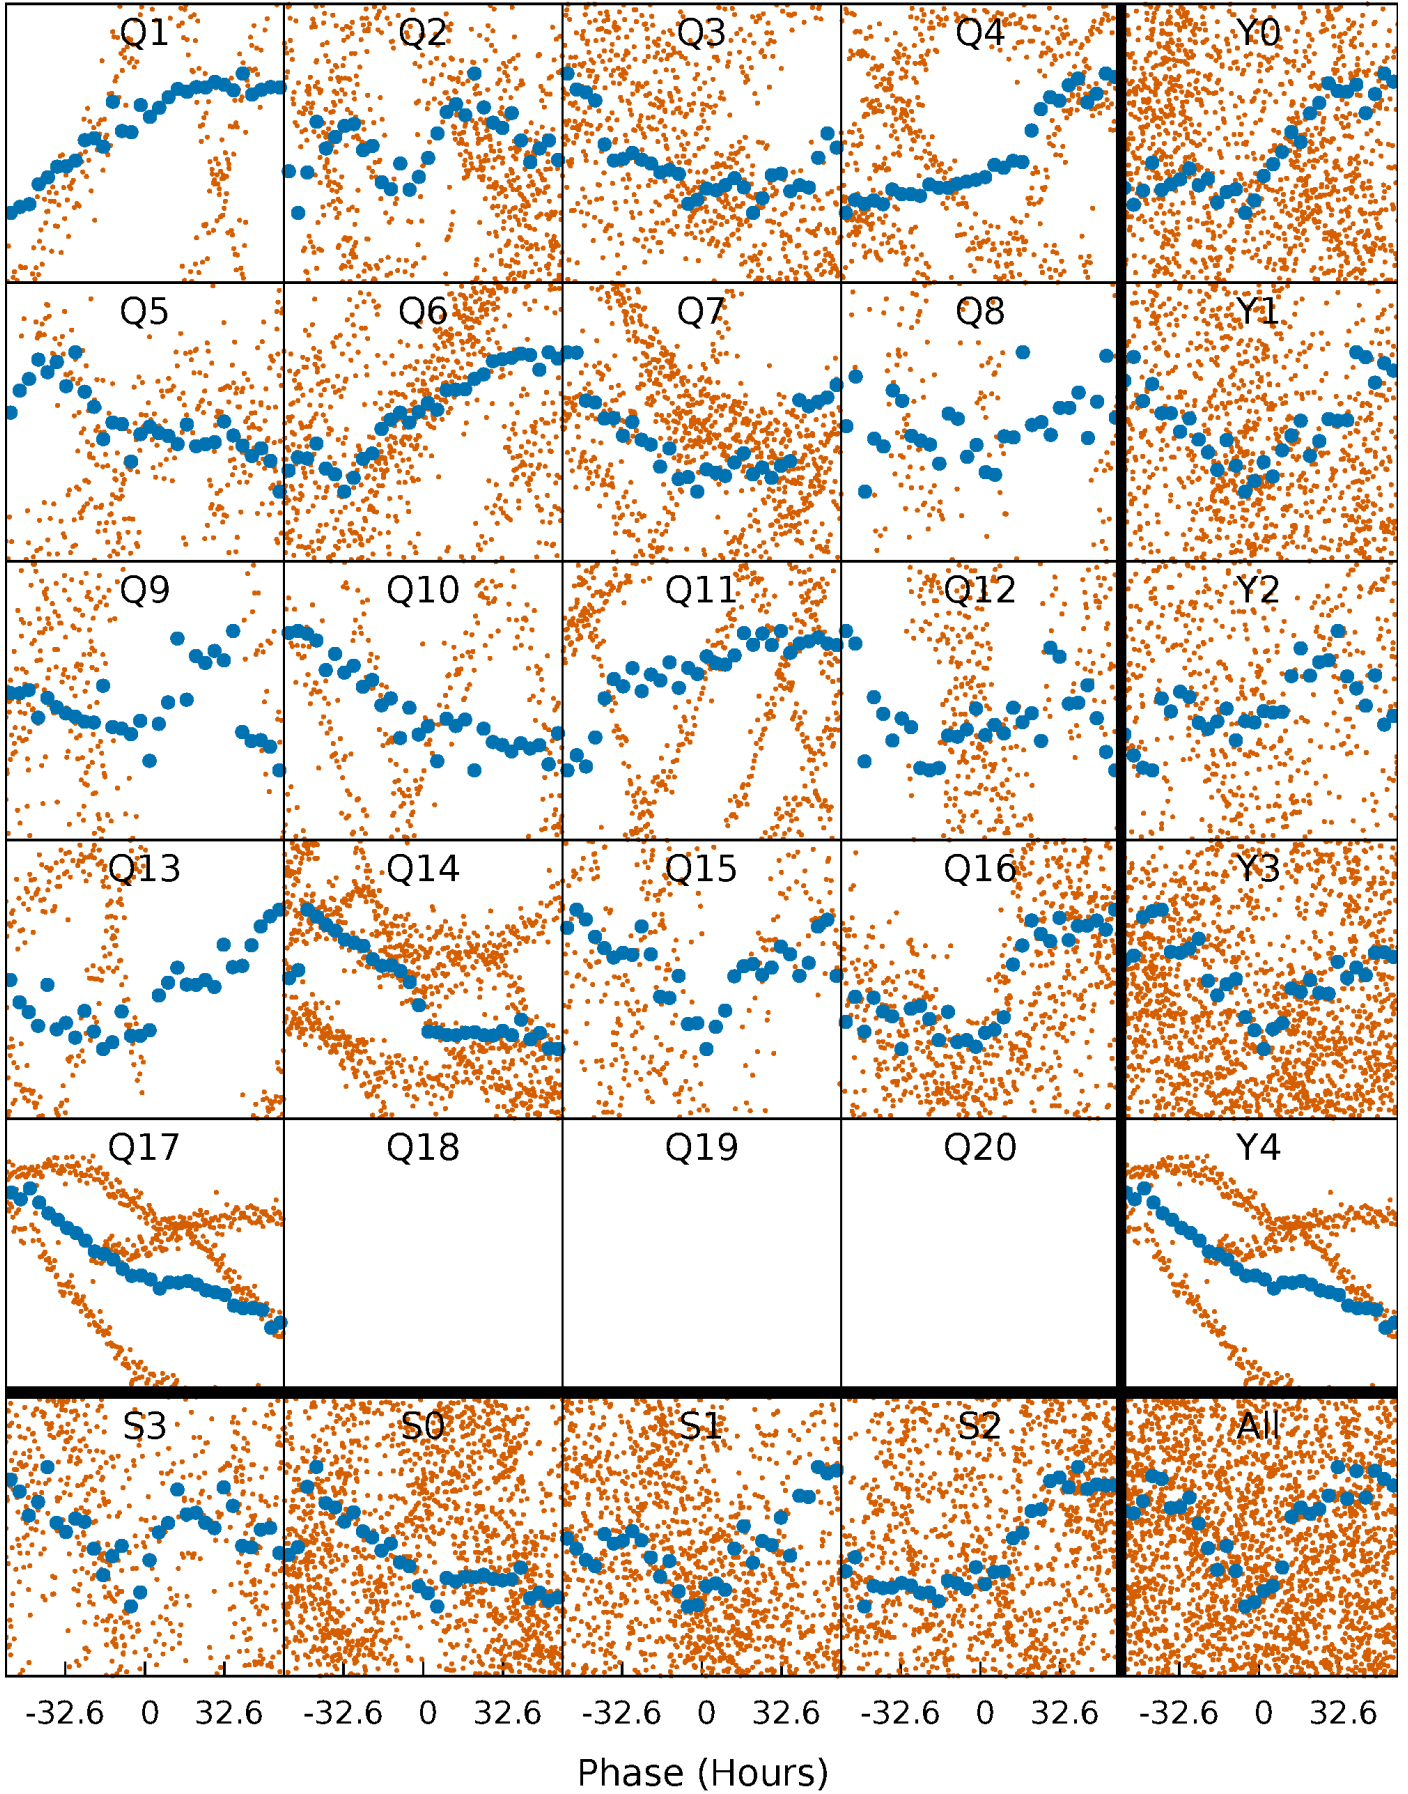 Q1 Q2 Q3 Q4 Y0
Q5 Q6 Q7 Q8 Y1
Q9 Q10 Q11 Q12 Y2
Q13 Q14 Q15 Q16 Y3
Q17 Q18 Q19 Q20 Y4
S3 S0 S1 S2 All
-32.6 0 32.6 -32.6 0 32.6 -32.6 0 32.6 -32.6 0 32.6 -32.6 0 32.6
Phase (Hours)